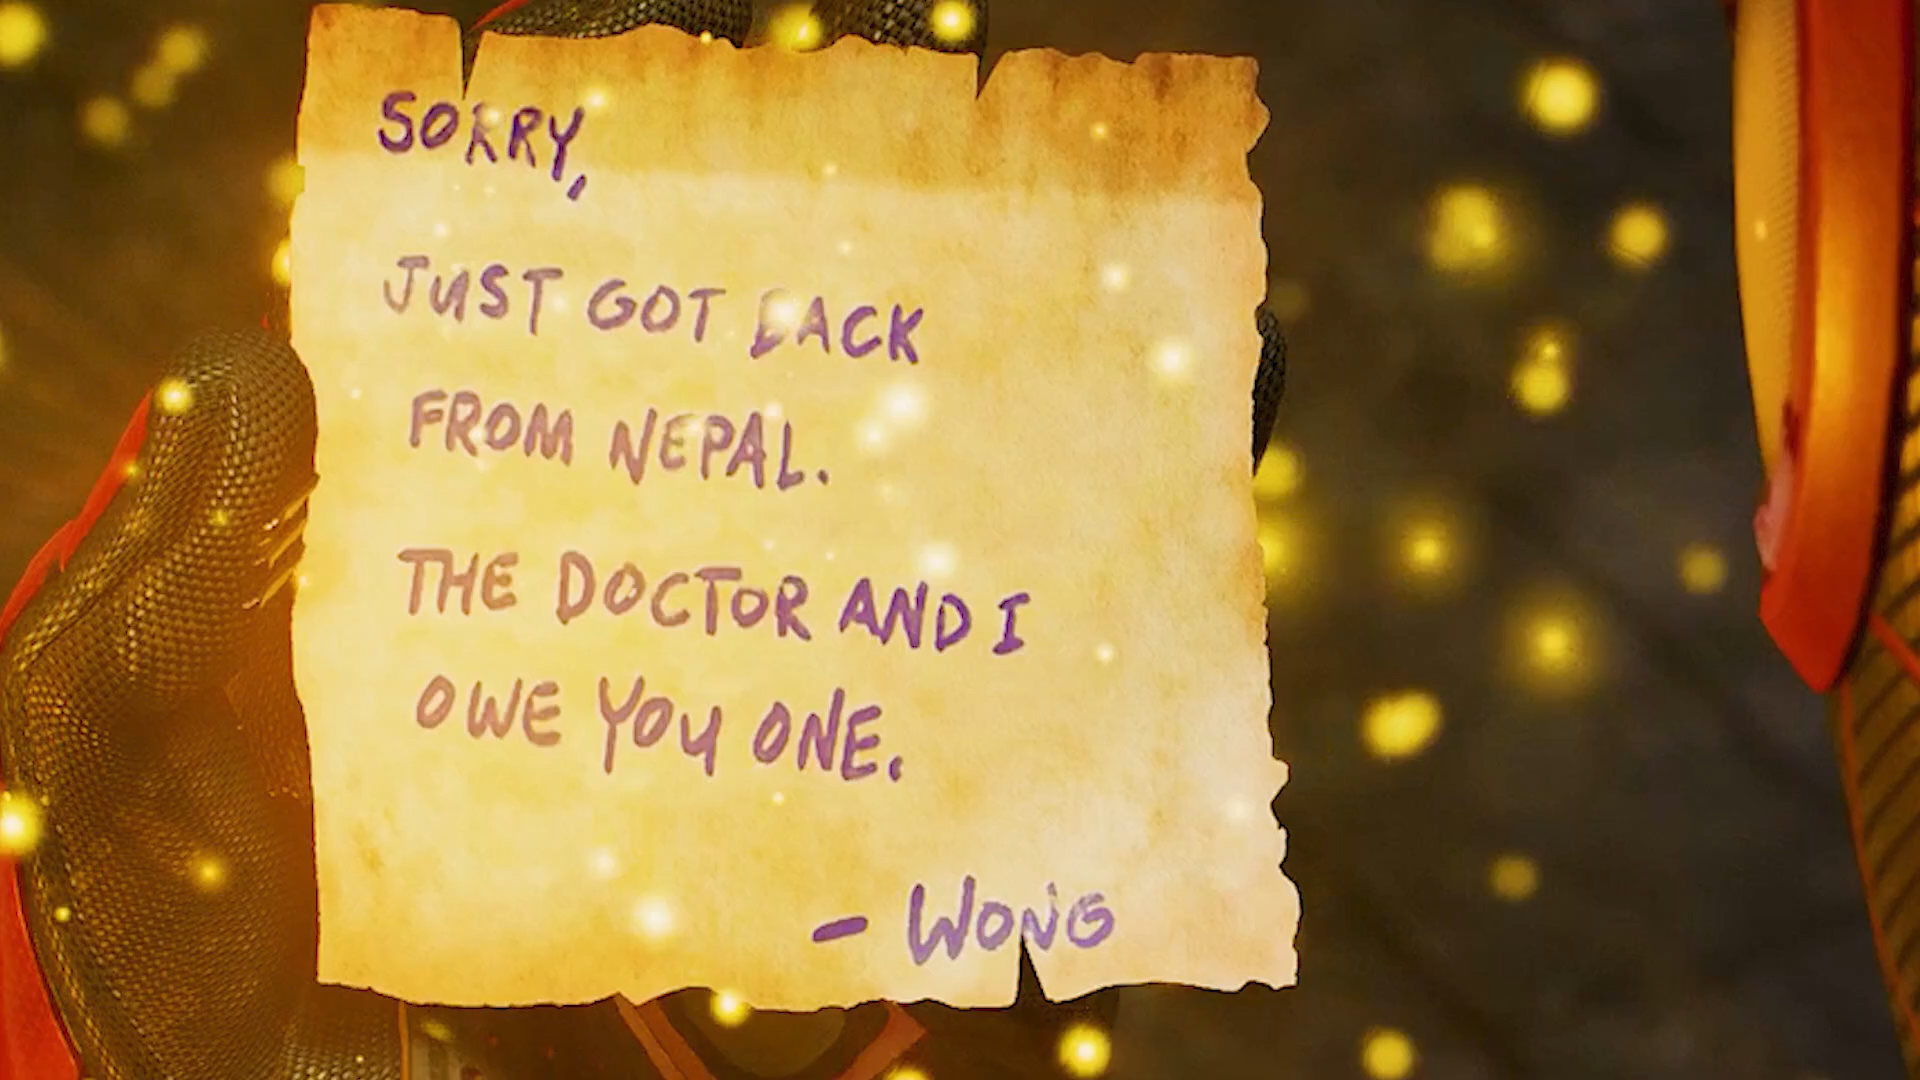 SORRY,
JUST GOT BACK
FROM NEPAL.
THE DOCTOR AND I
OWE YOU ONE.
- WONG